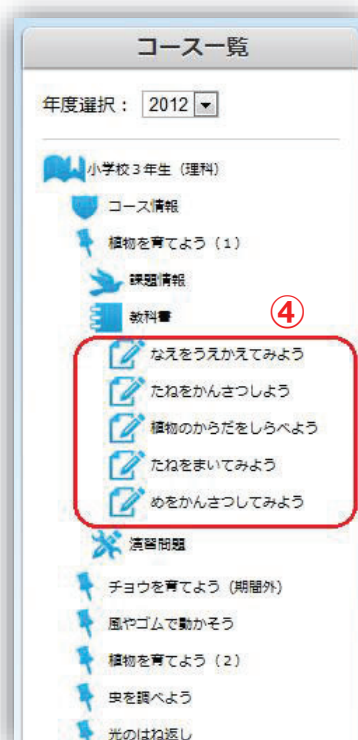 コース一覧
年度選択： 2012
小学校3年生（理科）
コース情報
植物を育てよう（1）
課題情報
教科書
④
なえをうえかえてみよう
たねをかんさつしよう
植物のからだをしらべよう
たねをまいてみよう
めをかんさつしてみよう
演習問題
チョウを育てよう（期間外）
風やゴムで動かそう
植物を育てよう（2）
虫を調べよう
光のはね返し